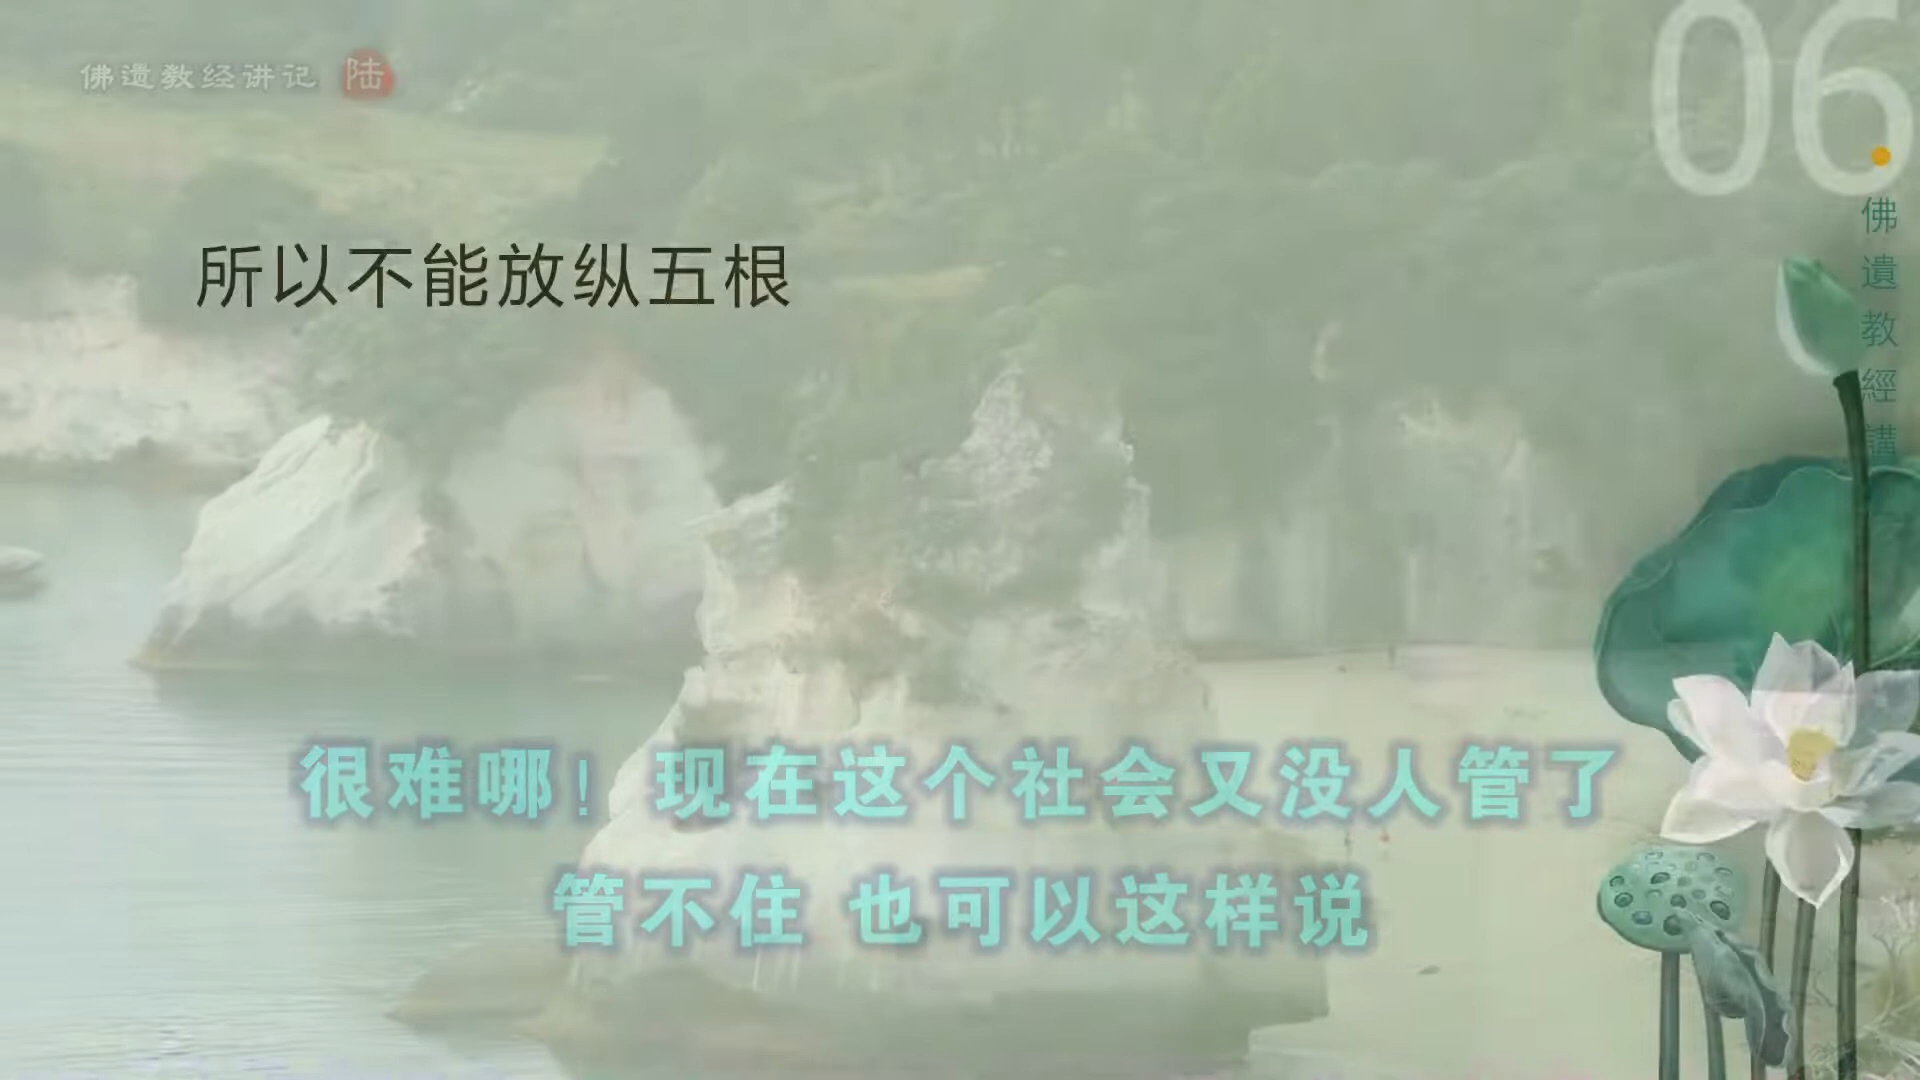 佛遗教经讲记 陆
06
佛遺教經講
所以不能放纵五根
很难哪！现在这个社会又没人管了
管不住 也可以这样说